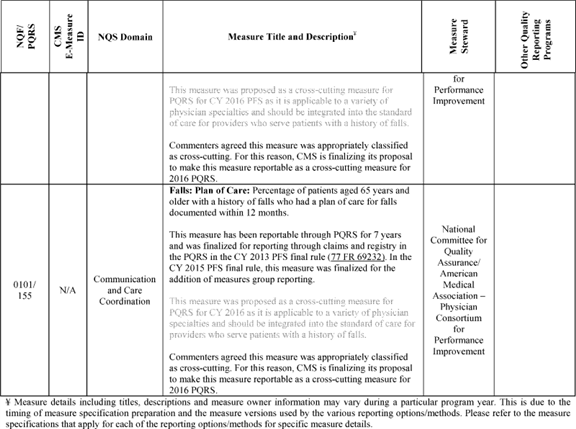 NQF/
PQRS
CMS
E-Measure
ID
NQS Domain
Measure Title and Description¥
Measure
Steward
Other Quality
Reporting
Programs
This measure was proposed as a cross-cutting measure for
PQRS for CY 2016 PFS as it is applicable to a variety of
physician specialties and should be integrated into the standard
of care for providers who serve patients with a history of falls.
Commenters agreed this measure was appropriately classified
as cross-cutting. For this reason, CMS is finalizing its proposal
to make this measure reportable as a cross-cutting measure for
2016 PQRS.
for
Performance
Improvement
0101/
155
N/A
Communication
and Care
Coordination
Falls: Plan of Care: Percentage of patients aged 65 years and
older with a history of falls who had a plan of care for falls
documented within 12 months.
This measure has been reportable through PQRS for 7 years
and was finalized for reporting through claims and registry in
the PQRS in the CY 2013 PFS final rule (77 FR 69232). In the
CY 2015 PFS final rule, this measure was finalized for the
addition of measures group reporting.
This measure was proposed as a cross-cutting measure for
PQRS for CY 2016 as it is applicable to a variety of physician
specialties and should be integrated into the standard of care for
providers who serve patients with a history of falls.
Commenters agreed this measure was appropriately classified
as cross-cutting. For this reason, CMS is finalizing its proposal
to make this measure reportable as a cross-cutting measure for
2016 PQRS.
National
Committee for
Quality
Assurance/
American
Medical
Association –
Physician
Consortium
for
Performance
Improvement
¥ Measure details including titles, descriptions and measure owner information may vary during a particular program year. This is due to the
timing of measure specification preparation and the measure versions used by the various reporting options/methods. Please refer to the measure
specifications that apply for each of the reporting options/methods for specific measure details.